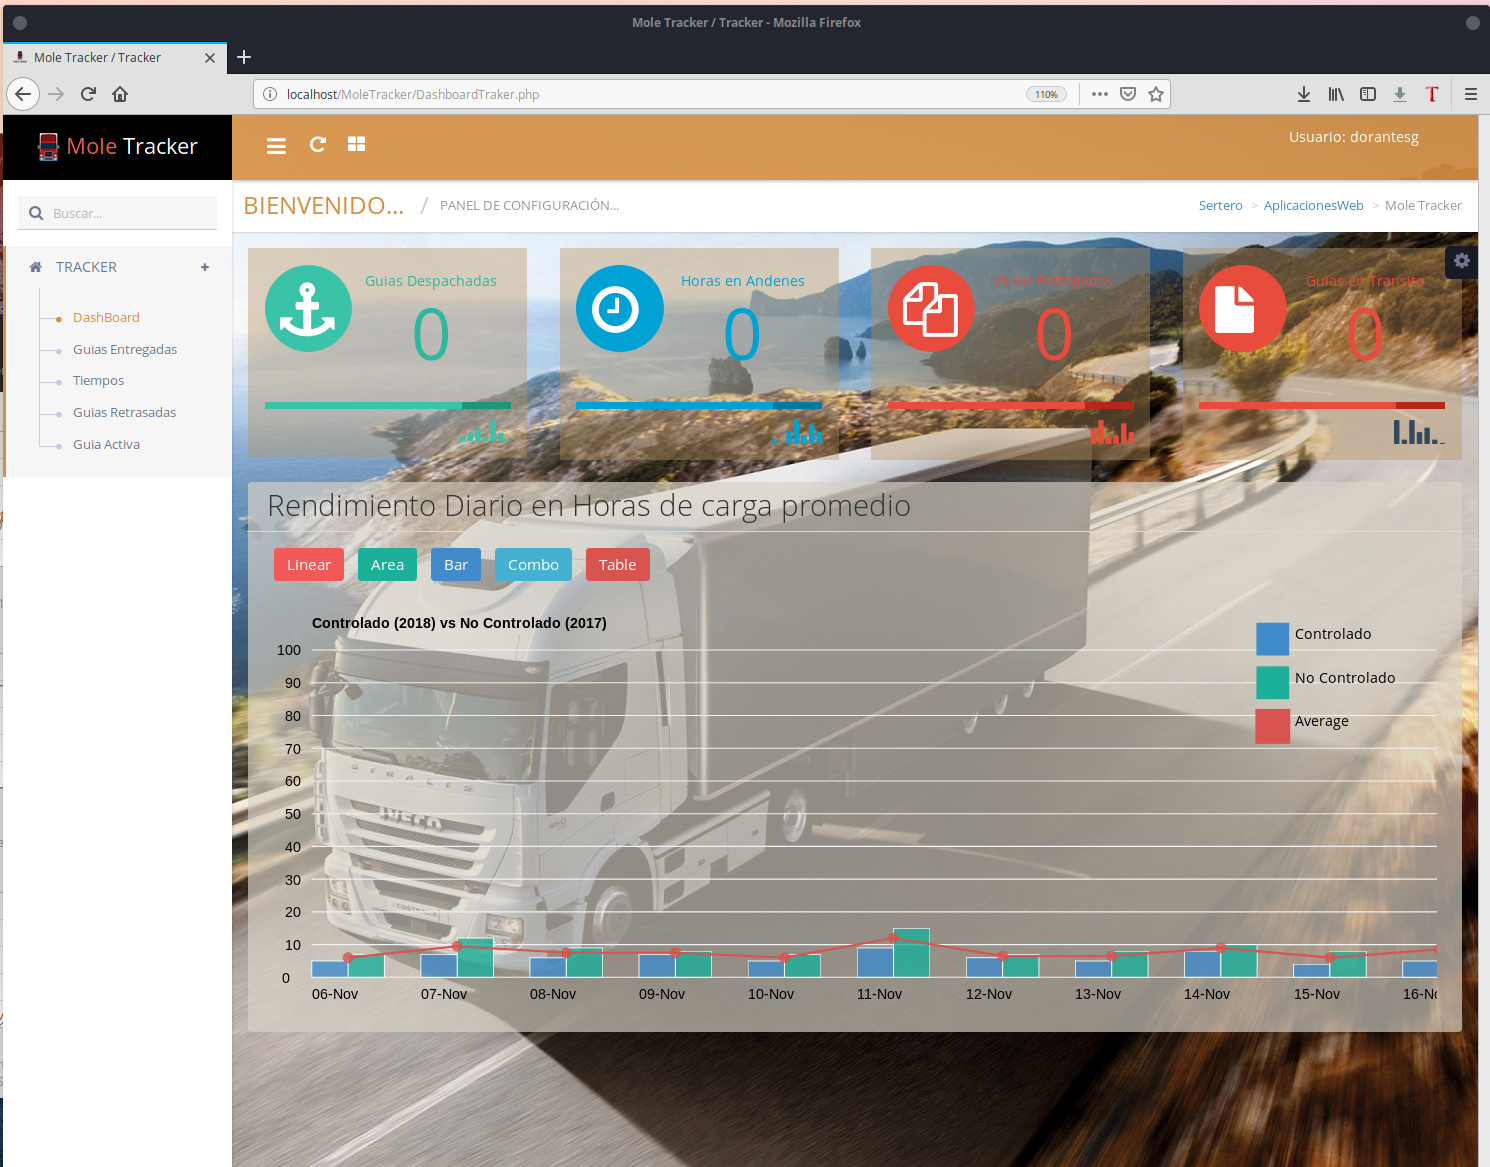 Mole Tracker / Tracker - Mozilla Firefox
Mole Tracker / Tracker
localhost/MoleTracker/DashboardTraker.php
110%
Mole Tracker
Usuario: dorantesg
BIENVENIDO... / PANEL DE CONFIGURACIÓN...
Sertero > AplicacionesWeb > Mole Tracker
Buscar...
TRACKER
DashBoard
Guias Entregadas
Tiempos
Guias Retrasadas
Guia Activa
Guias Despachadas
0
Horas en Andenes
0
Guias Entregadas
0
Guias en Transito
0
Rendimiento Diario en Horas de carga promedio
Linear
Area
Bar
Combo
Table
Controlado (2018) vs No Controlado (2017)
Controlado
No Controlado
Average
100
90
80
70
60
50
40
30
20
10
0
06-Nov
07-Nov
08-Nov
09-Nov
10-Nov
11-Nov
12-Nov
13-Nov
14-Nov
15-Nov
STRALIS
IVECO